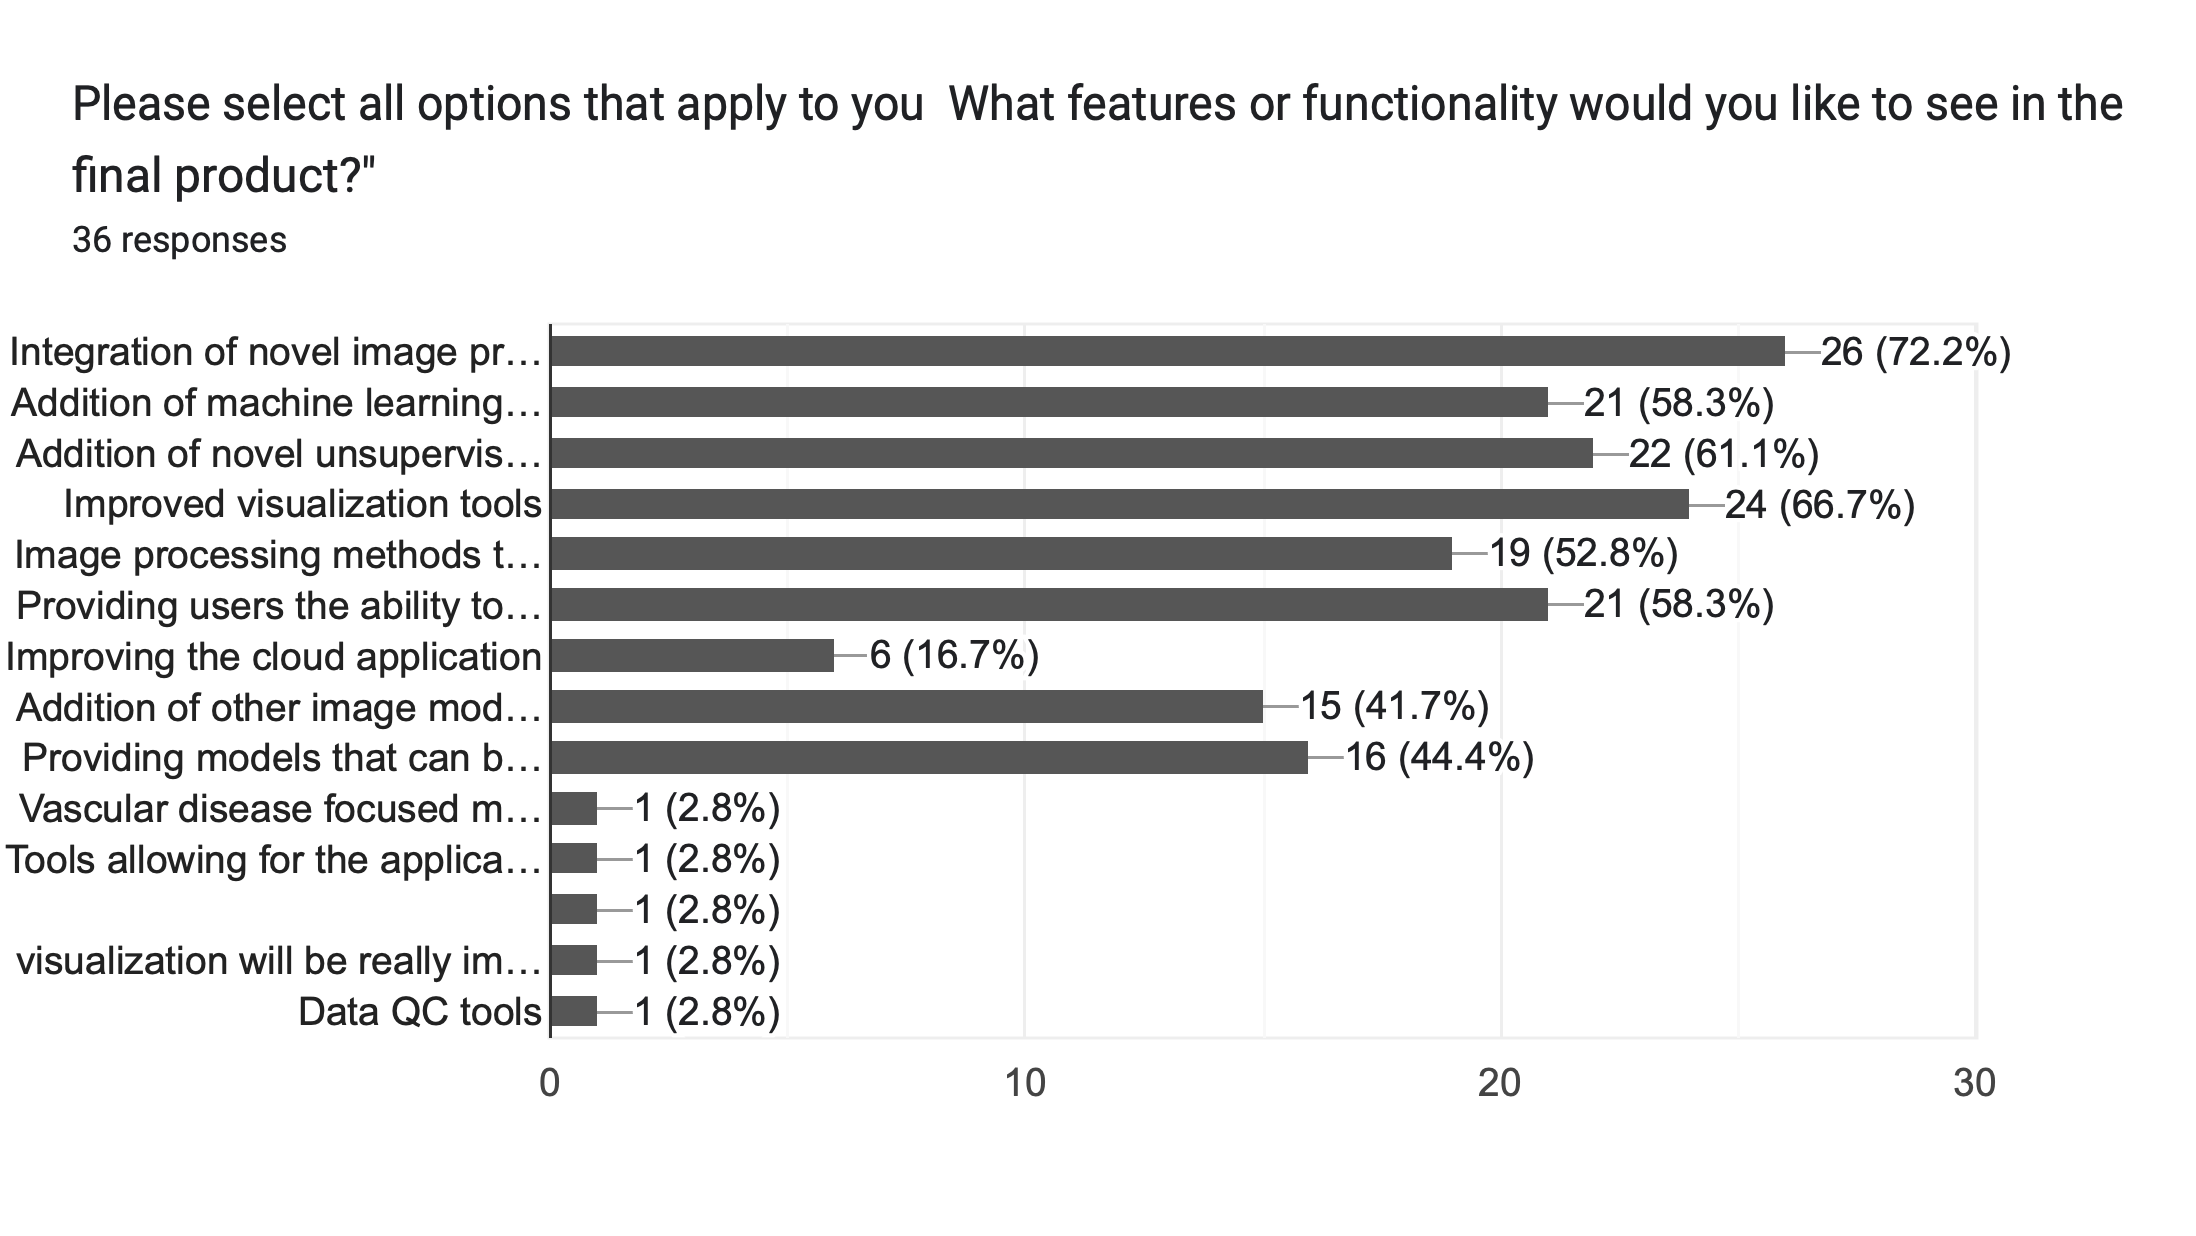 Please select all options that apply to you  What features or functionality would you like to see in the
final product?"
36 responses
Integration of novel image pr… 26 (72.2%)
Addition of machine learning… 21 (58.3%)
Addition of novel unsupervis… 22 (61.1%)
Improved visualization tools 24 (66.7%)
Image processing methods t… 19 (52.8%)
Providing users the ability to… 21 (58.3%)
Improving the cloud application 6 (16.7%)
Addition of other image mod… 15 (41.7%)
Providing models that can b… 16 (44.4%)
Vascular disease focused m… 1 (2.8%)
Tools allowing for the applica… 1 (2.8%)
1 (2.8%)
visualization will be really im… 1 (2.8%)
Data QC tools 1 (2.8%)
0 10 20 30